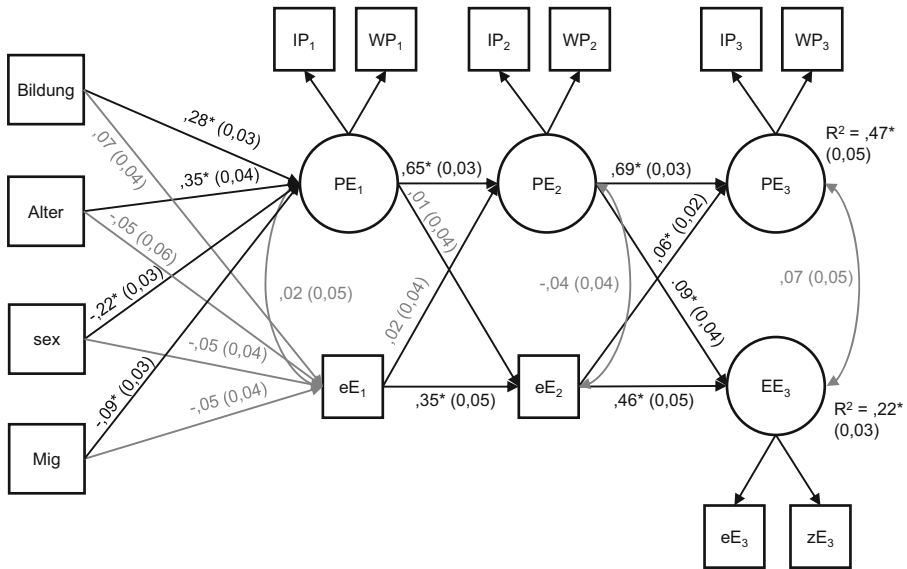 IP1
WP1
IP2
WP2
IP3
WP3
Bildung
Alter
sex
Mig
,28* (0,03)
,07 (0,04)
,35* (0,04)
-,05 (0,06)
-,22* (0,03)
-,05 (0,04)
-,09* (0,03)
-,05 (0,04)
PE1
,02 (0,05)
eE1
,65* (0,03)
,01 (0,04)
,02 (0,04)
,35* (0,05)
PE2
-,04 (0,04)
eE2
,69* (0,03)
,06* (0,02)
.09* (0,04)
,46* (0,05)
PE3
R² = ,47*
(0,05)
,07 (0,05)
EE3
R² = ,22*
(0,03)
eE3
zE3